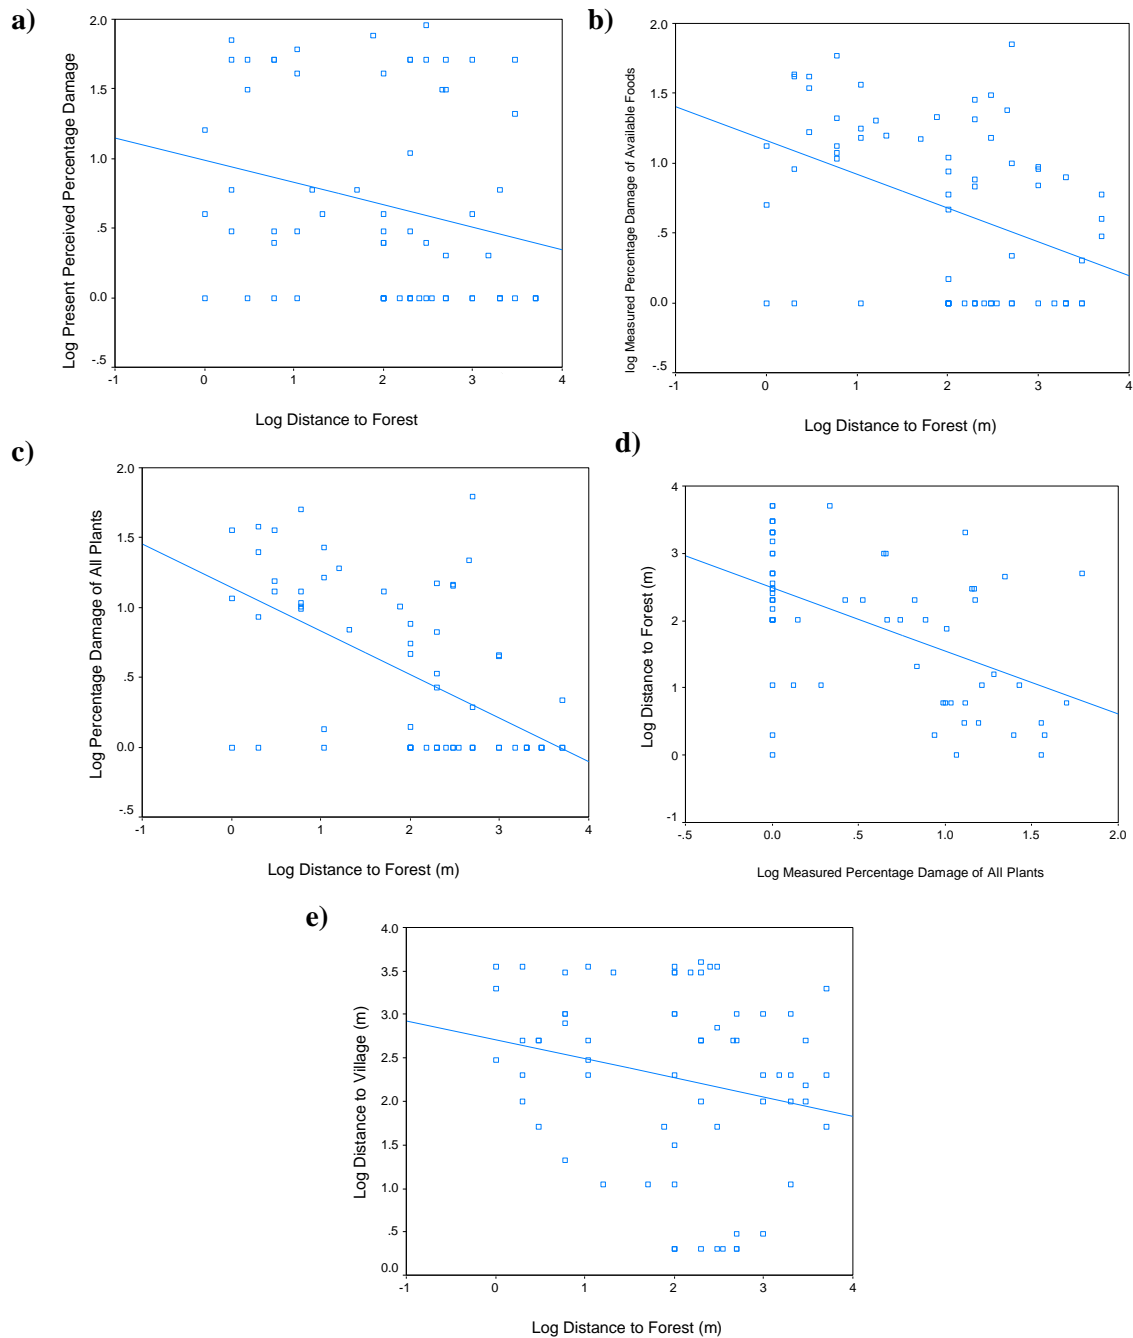 a)
Log Present Perceived Percentage Damage
2.0
1.5
1.0
.5
0.0
-.5
-1 0 1 2 3 4
Log Distance to Forest
b)
log Measured Percentage Damage of Available Foods
2.0
1.5
1.0
.5
0.0
-.5
-1 0 1 2 3 4
Log Distance to Forest (m)
c)
Log Percentage Damage of All Plants
2.0
1.5
1.0
.5
0.0
-.5
-1 0 1 2 3 4
Log Distance to Forest (m)
d)
Log Distance to Forest (m)
4
3
2
1
0
-1
-.5 0.0 .5 1.0 1.5 2.0
Log Measured Percentage Damage of All Plants
e)
Log Distance to Village (m)
4.0
3.5
3.0
2.5
2.0
1.5
1.0
.5
0.0
-1 0 1 2 3 4
Log Distance to Forest (m)